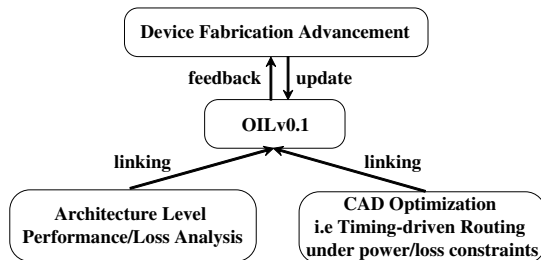 Device Fabrication Advancement
feedback
update
OILv0.1
linking
linking
Architecture Level
Performance/Loss Analysis
CAD Optimization
i.e Timing-driven Routing
under power/loss constraints